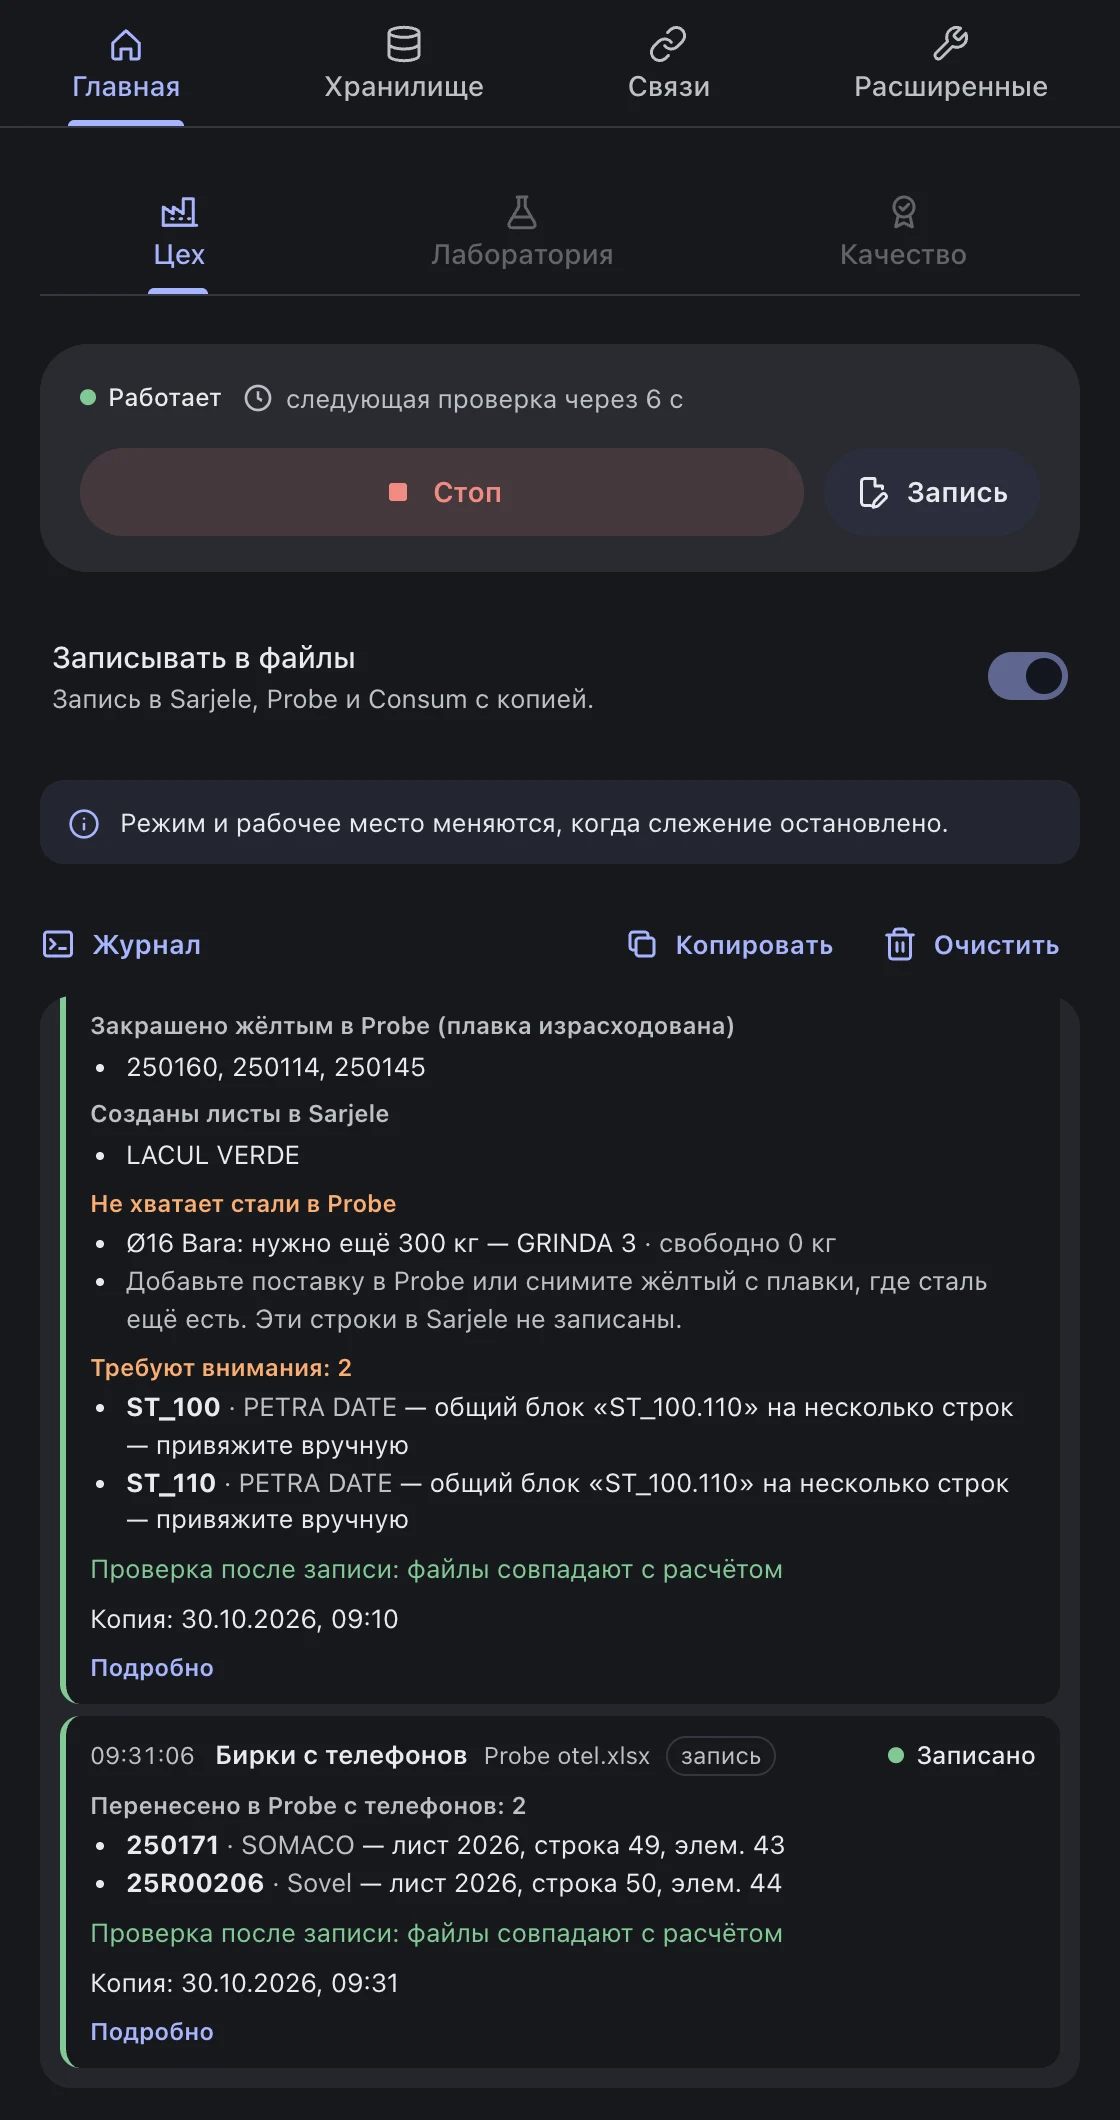 Главная
Хранилище
Связи
Расширенные
Цех
Лаборатория
Качество
Работает следующая проверка через 6 с
Стоп
Запись
Записывать в файлы
Запись в Sarjele, Probe и Consum с копией.
Режим и рабочее место меняются, когда слежение остановлено.
Журнал
Копировать
Очистить
Закрашено жёлтым в Probe (плавка израсходована)
• 250160, 250114, 250145
Созданы листы в Sarjele
• LACUL VERDE
Не хватает стали в Probe
• Ø16 Bara: нужно ещё 300 кг — GRINDA 3 · свободно 0 кг
• Добавьте поставку в Probe или снимите жёлтый с плавки, где сталь
ещё есть. Эти строки в Sarjele не записаны.
Требуют внимания: 2
• ST_100 · PETRA DATE — общий блок «ST_100.110» на несколько строк
— привяжите вручную
• ST_110 · PETRA DATE — общий блок «ST_100.110» на несколько строк
— привяжите вручную
Проверка после записи: файлы совпадают с расчётом
Копия: 30.10.2026, 09:10
Подробно
09:31:06 Бирки с телефонов Probe otel.xlsx запись Записано
Перенесено в Probe с телефонов: 2
• 250171 · SOMACO — лист 2026, строка 49, элем. 43
• 25R00206 · Sovel — лист 2026, строка 50, элем. 44
Проверка после записи: файлы совпадают с расчётом
Копия: 30.10.2026, 09:31
Подробно